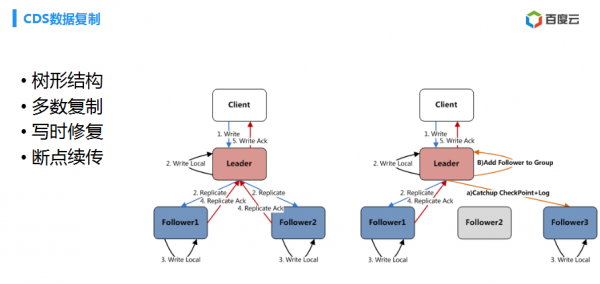 CDS数据复制
百度云
• 树形结构
• 多数复制
• 写时修复
• 断点续传
Client
1. Write
5. Write Ack
2. Write Local
Leader
2. Replicate
2. Replicate
4. Replicate Ack
4. Replicate Ack
Follower1
Follower2
3. Write Local
3. Write Local
Client
1. Write
5. Write Ack
2. Write Local
Leader
B)Add Follower to Group
2. Replicate
4. Replicate Ack
a)Catchup CheckPoint+Log
Follower1
Follower2
Follower3
3. Write Local
3. Write Local